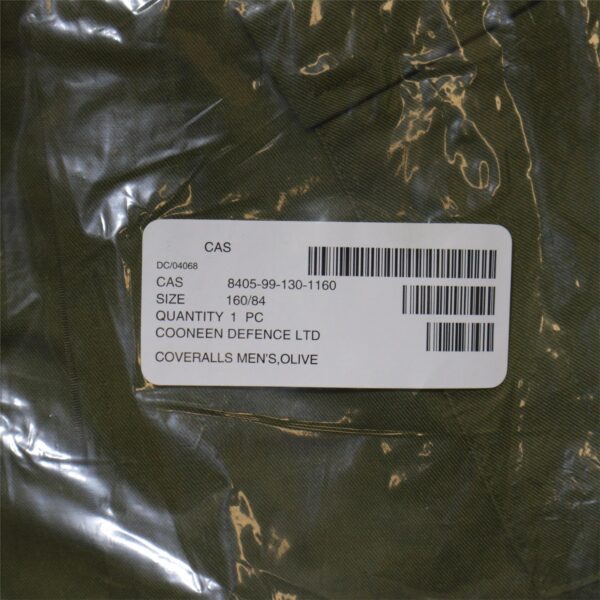 CAS
DC/04068
CAS 8405-99-130-1160
SIZE 160/84
QUANTITY 1 PC
COONEEN DEFENCE LTD
COVERALLS MEN'S,OLIVE